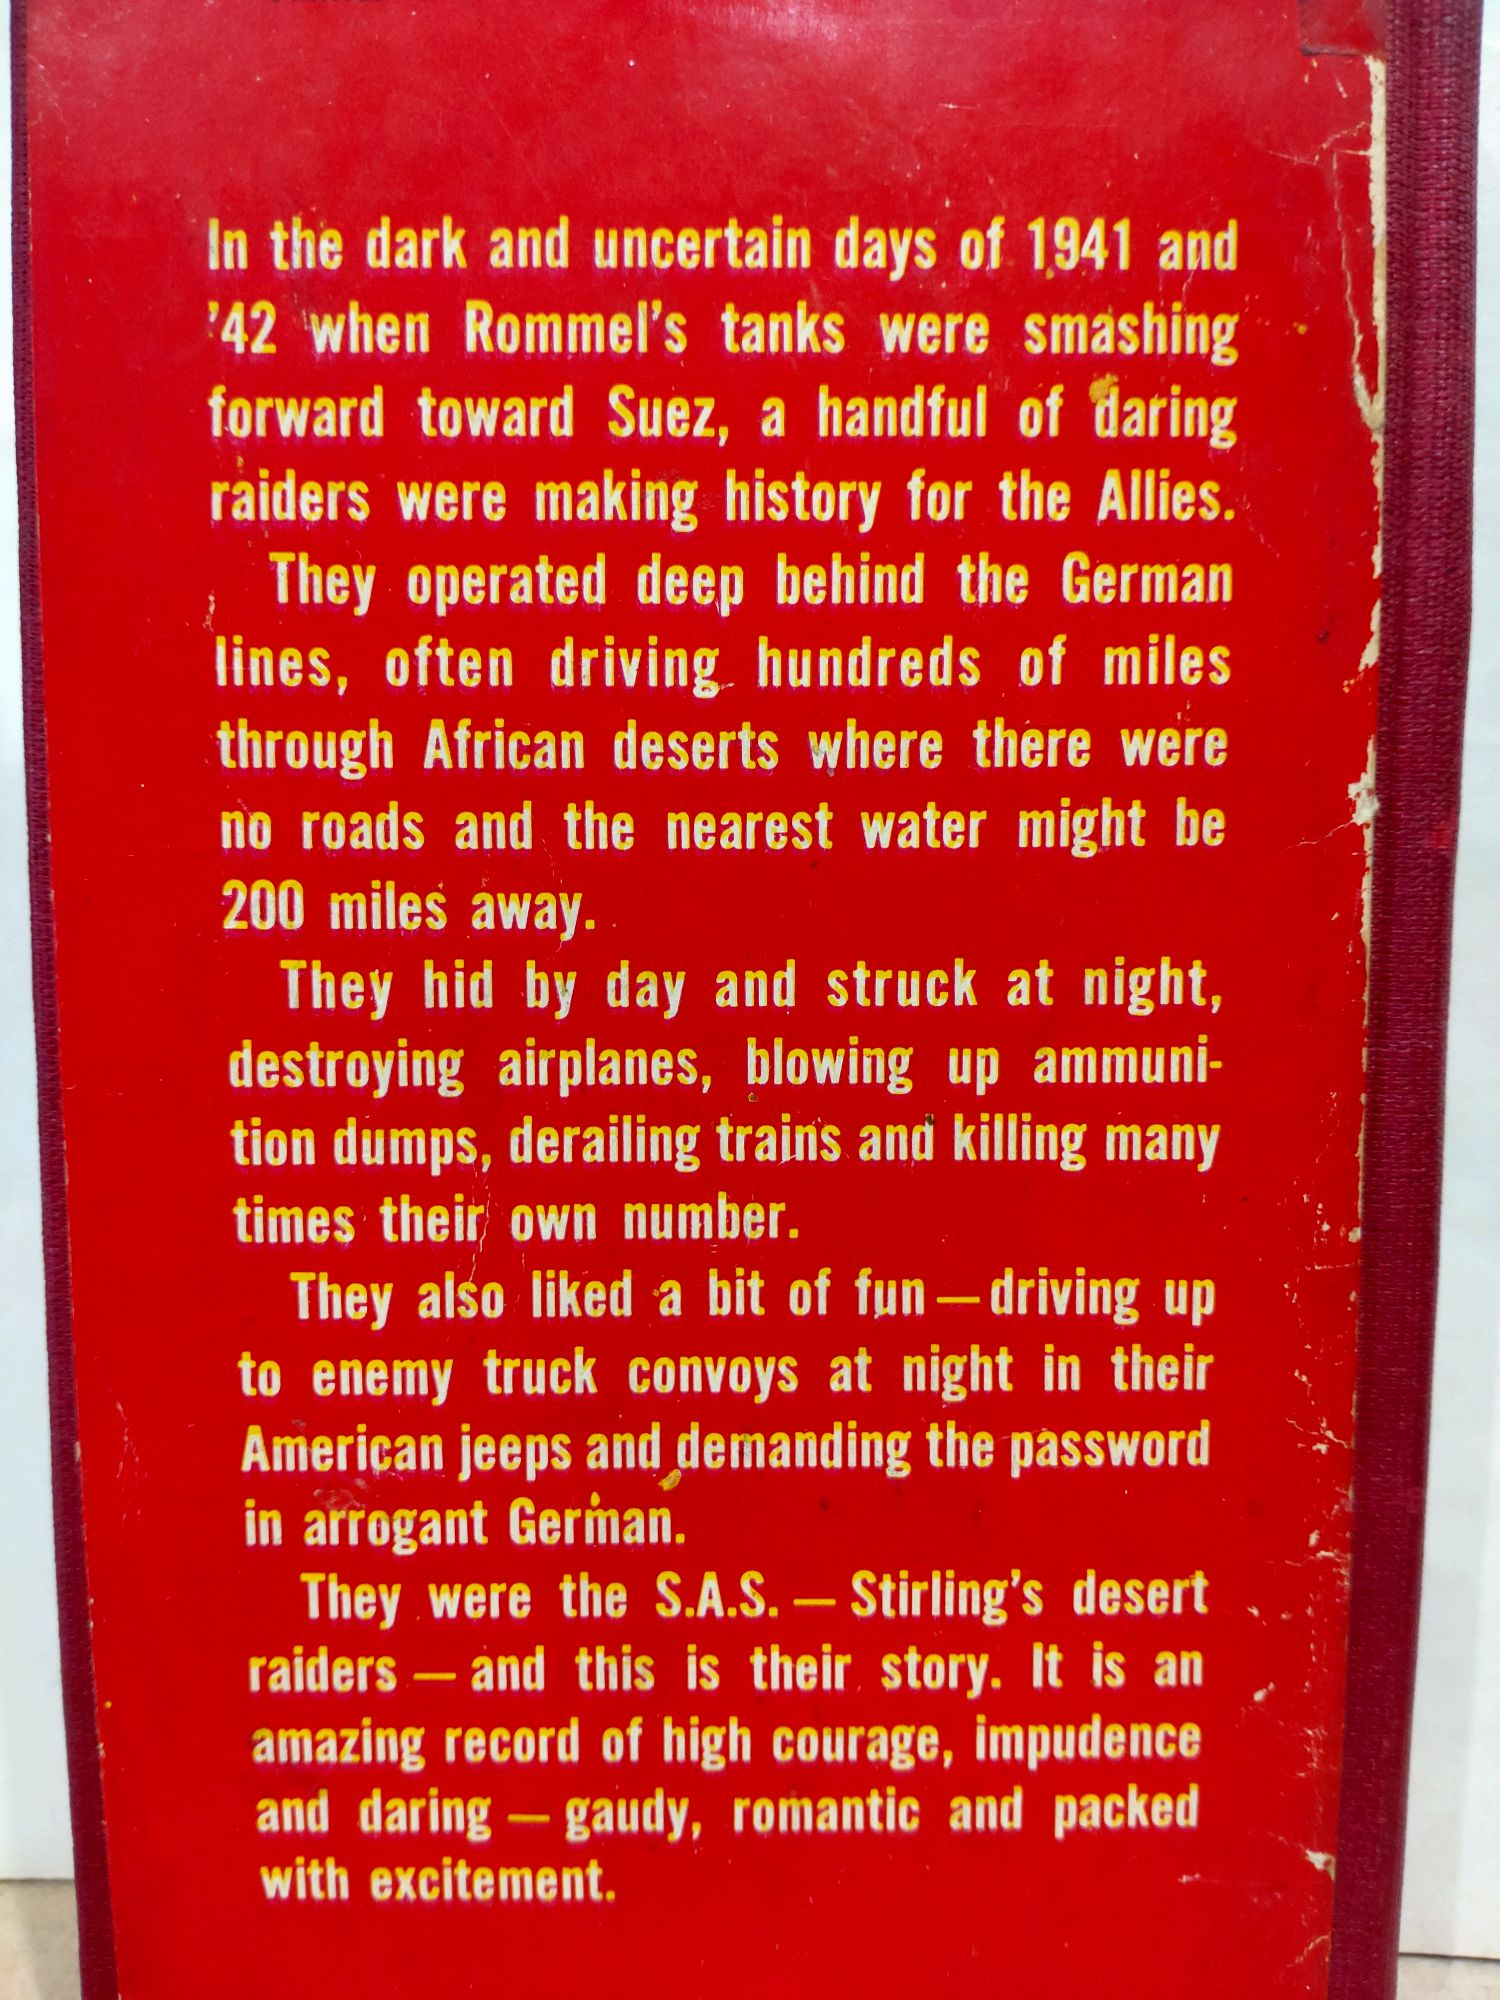 In the dark and uncertain days of 1941 and
'42 when Rommel's tanks were smashing
forward toward Suez, a handful of daring
raiders were making history for the Allies.
They operated deep behind the German
lines, often driving hundreds of miles
through African deserts where there were
no roads and the nearest water might be
200 miles away.
They hid by day and struck at night,
destroying airplanes, blowing up ammuni-
tion dumps, derailing trains and killing many
times their own number.
They also liked a bit of fun — driving up
to enemy truck convoys at night in their
American jeeps and demanding the password
in arrogant German.
They were the S.A.S. — Stirling's desert
raiders — and this is their story. It is an
amazing record of high courage, impudence
and daring — gaudy, romantic and packed
with excitement.